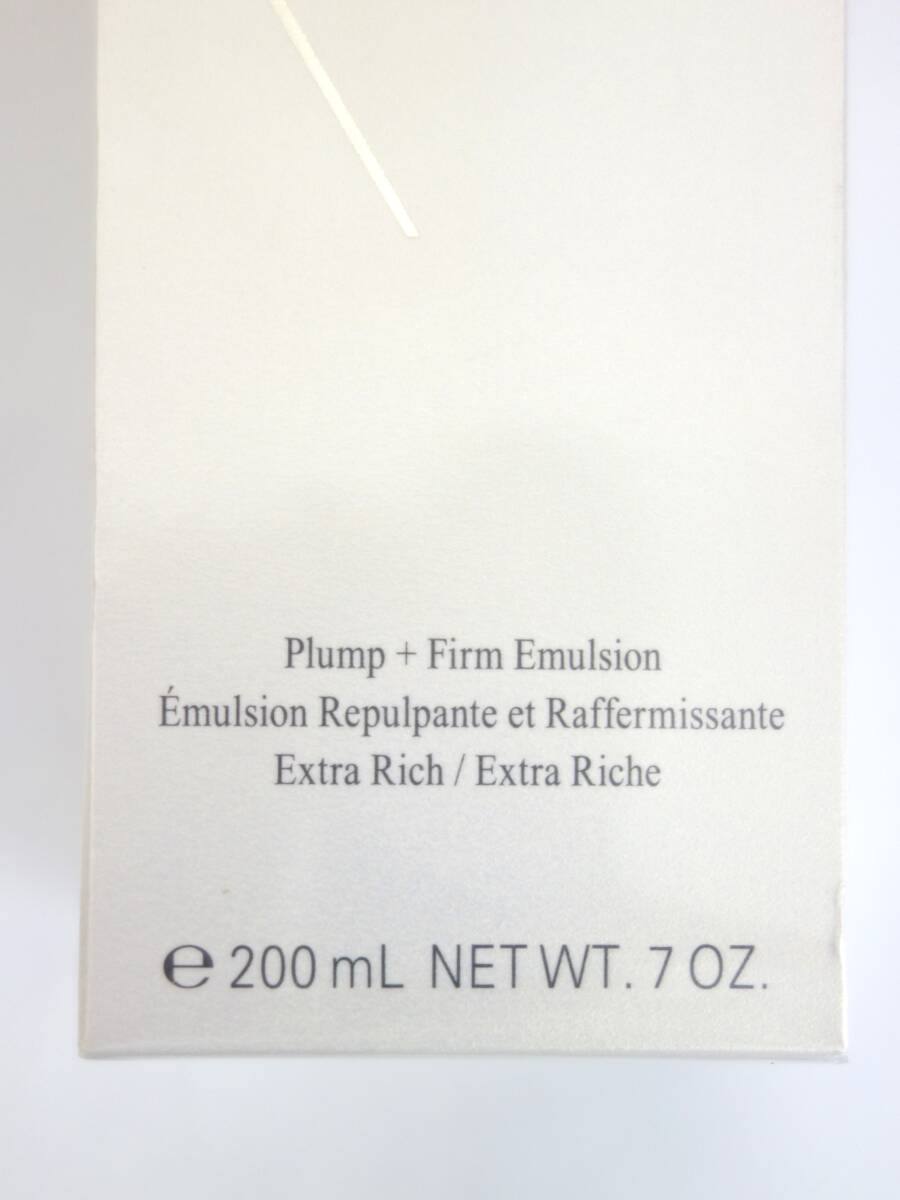 Plump + Firm Emulsion
Émulsion Repulpante et Raffermissante
Extra Rich / Extra Riche
℮ 200 mL NET WT. 7 OZ.